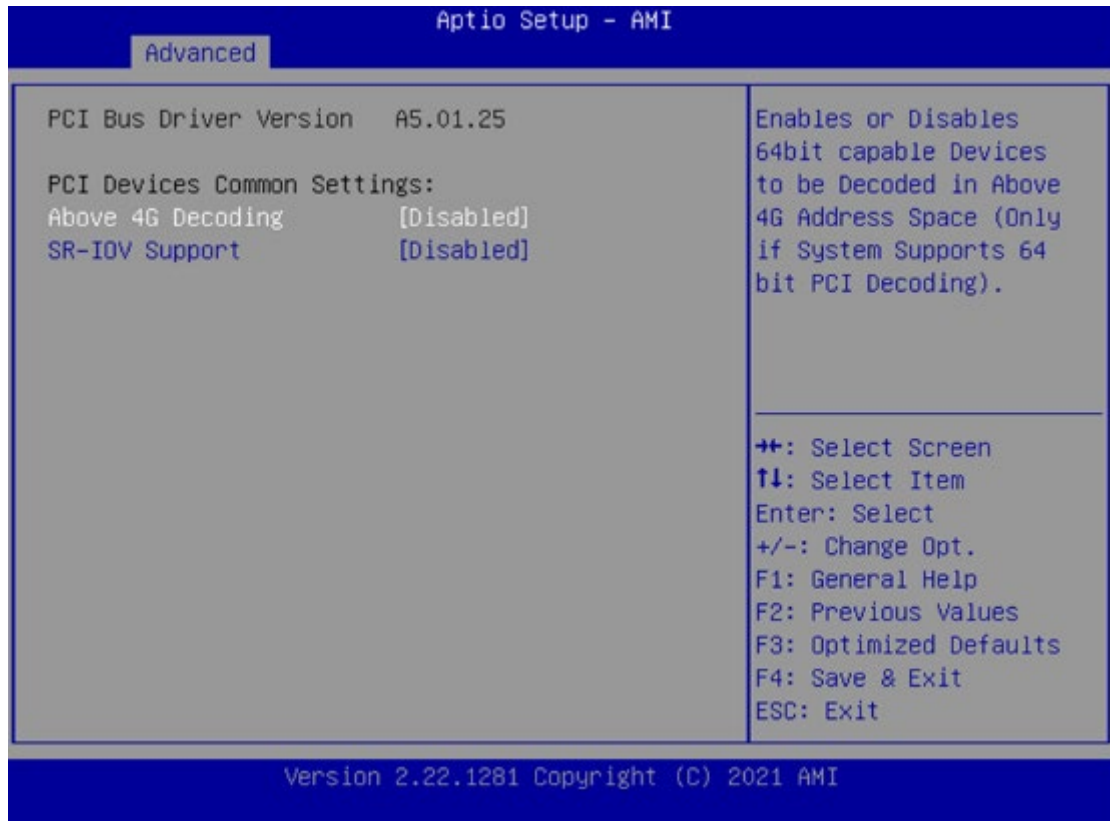 Aptio Setup – AMI
Advanced
PCI Bus Driver Version A5.01.25
PCI Devices Common Settings:
Above 4G Decoding [Disabled]
SR-IOV Support [Disabled]
Enables or Disables
64bit capable Devices
to be Decoded in Above
4G Address Space (Only
if System Supports 64
bit PCI Decoding).
→←: Select Screen
↑↓: Select Item
Enter: Select
+/-: Change Opt.
F1: General Help
F2: Previous Values
F3: Optimized Defaults
F4: Save & Exit
ESC: Exit
Version 2.22.1281 Copyright (C) 2021 AMI